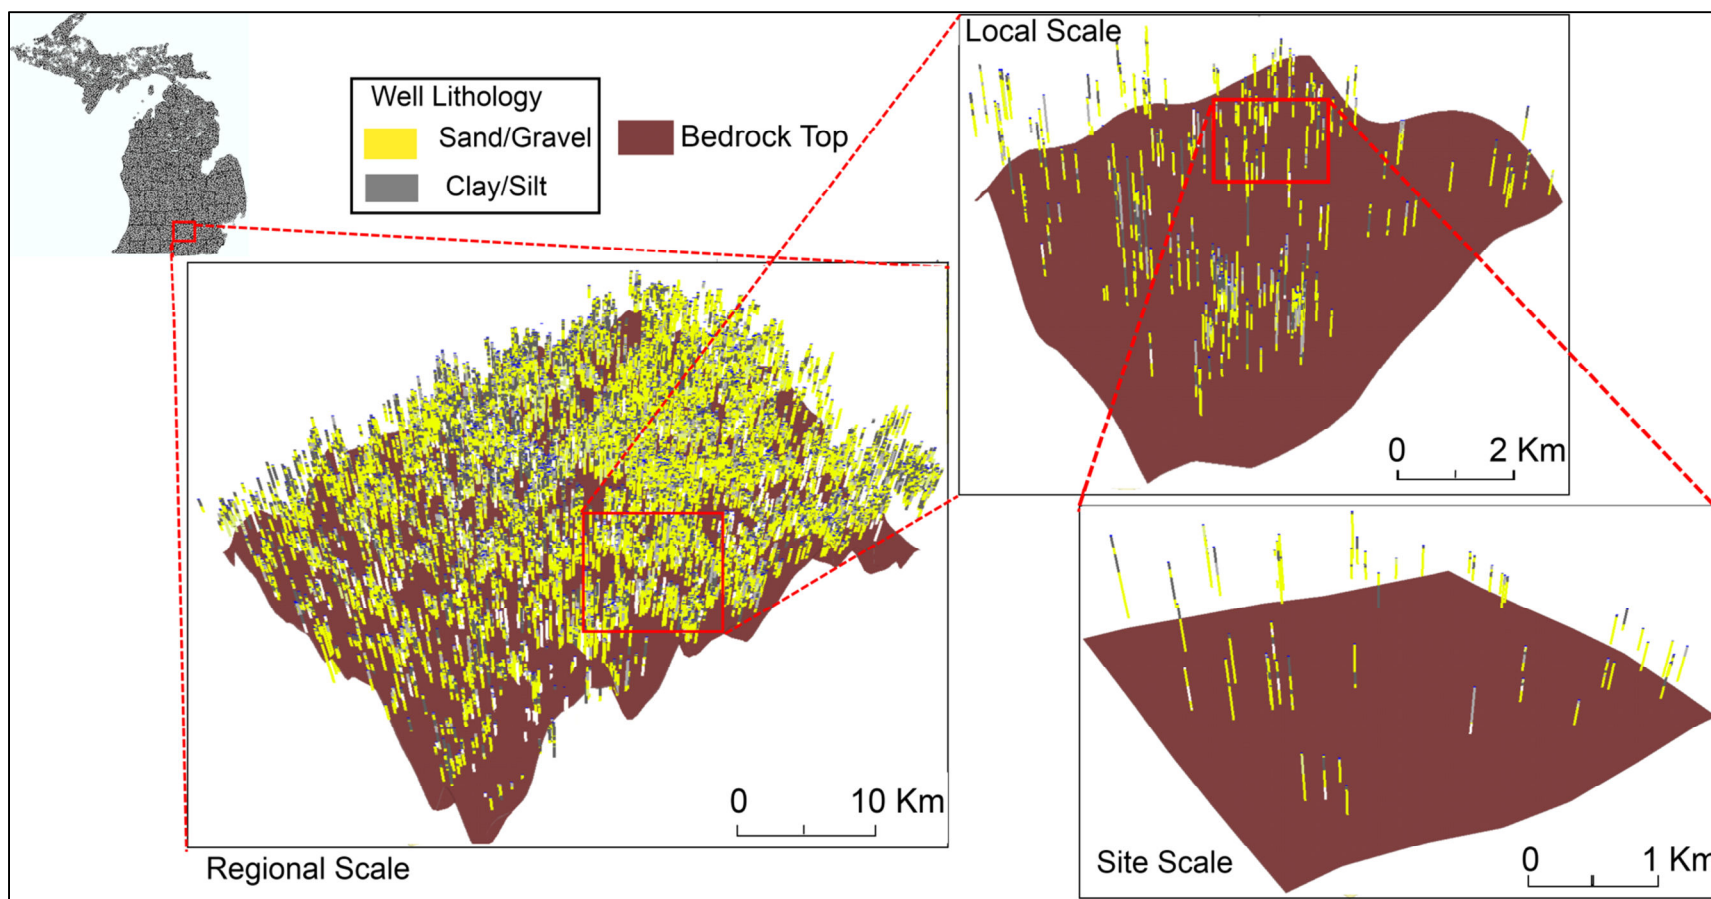 Local Scale
Well Lithology
Sand/Gravel
Clay/Silt
Bedrock Top
0 2 Km
0 10 Km
Regional Scale
Site Scale
0 1 Km